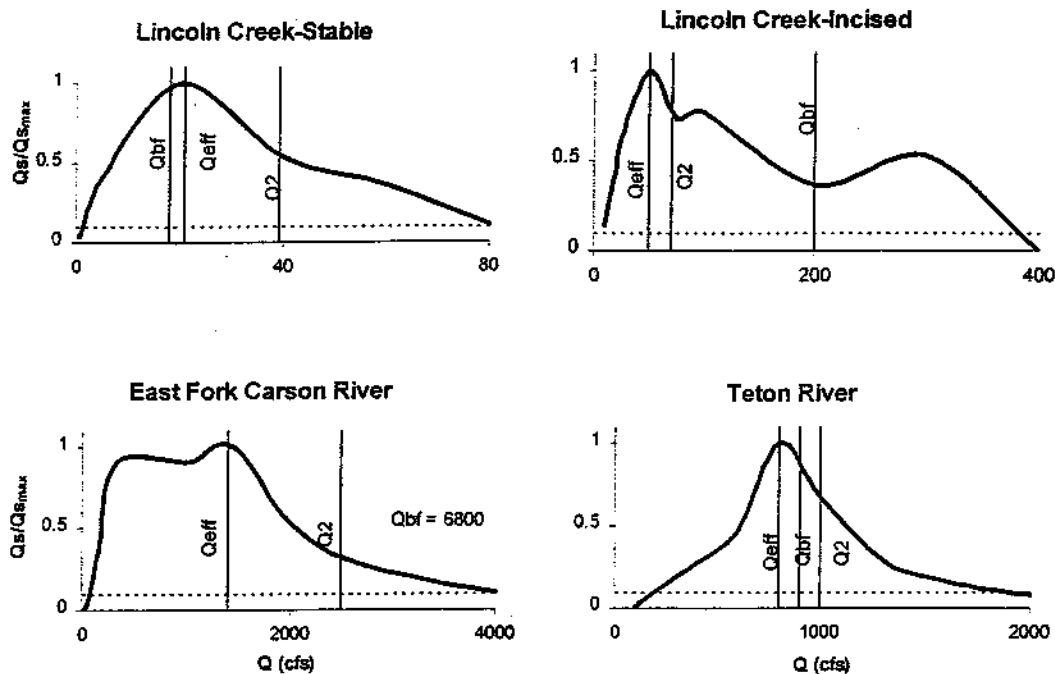 Lincoln Creek-Stable
Qs/Qsmax
1
0.5
0
Qbf
Qeff
Q2
0
40
80
Lincoln Creek-Incised
1
0.5
0
Qeff
Q2
Qbf
0
200
400
East Fork Carson River
Qs/Qsmax
1
0.5
0
Qeff
Q2
Qbf = 6800
0
2000
4000
Q (cfs)
Teton River
1
0.5
0
Qeff
Qbf
Q2
0
1000
2000
Q (cfs)